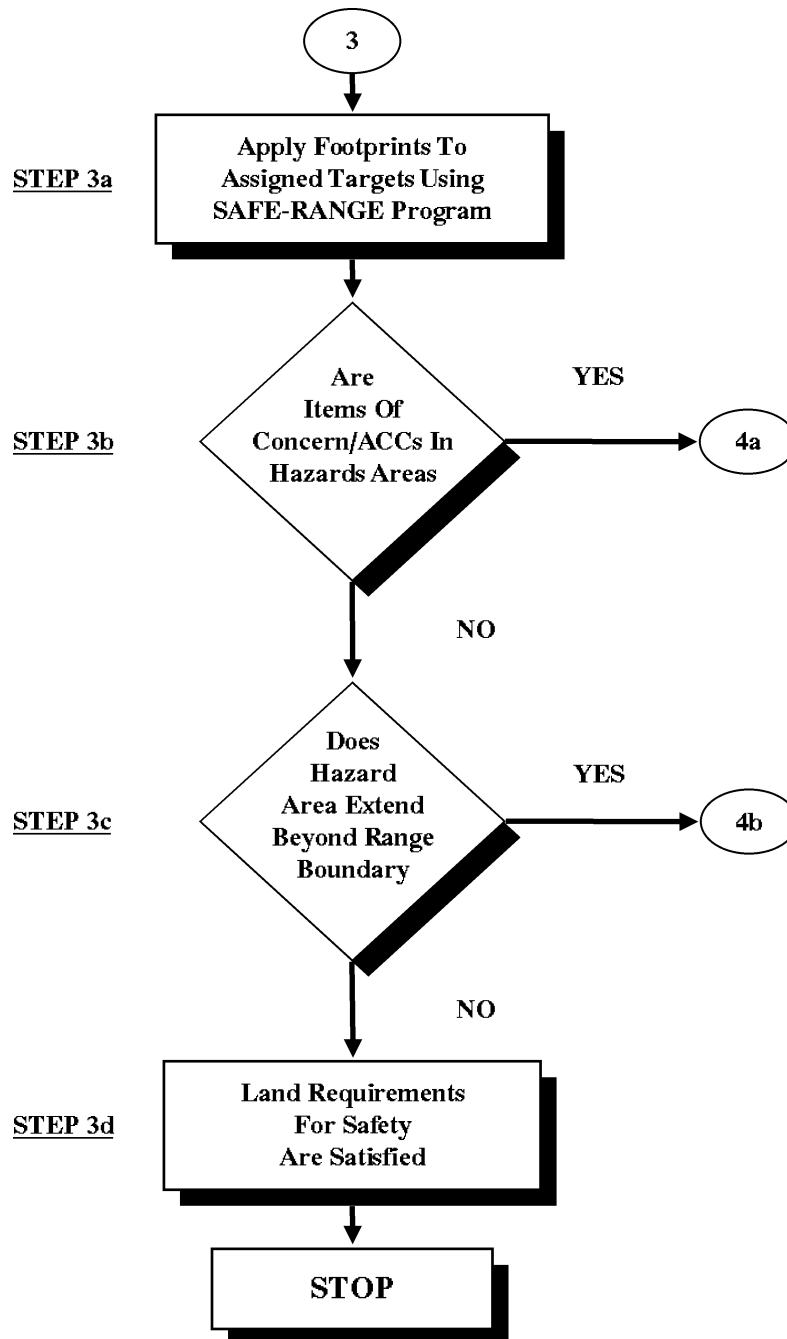 3
STEP 3a
Apply Footprints To
Assigned Targets Using
SAFE-RANGE Program
STEP 3b
Are
Items Of
Concern/ACCs In
Hazards Areas
YES
4a
NO
STEP 3c
Does
Hazard
Area Extend
Beyond Range
Boundary
YES
4b
NO
STEP 3d
Land Requirements
For Safety
Are Satisfied
STOP